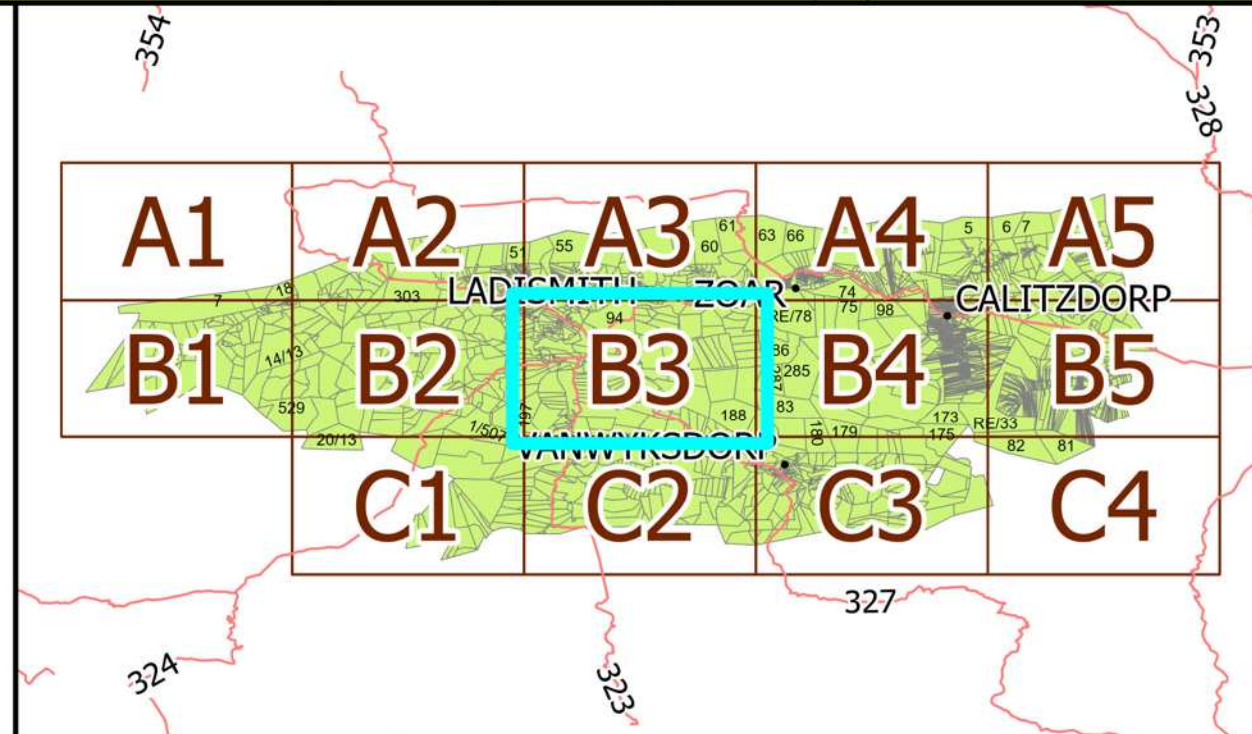 354
353
328
A1
A2
A3
A4
A5
61
63
66
5
6
7
51
55
60
18
7
303
LADISMITH
ZOAR
74
75
98
CALITZDORP
94
RE/78
B1
B2
B3
B4
B5
14/13
86
285
287
529
197
188
83
173
RE/33
1/507
20/13
180
179
175
82
81
VANWYKSDORP
C1
C2
C3
C4
327
324
323